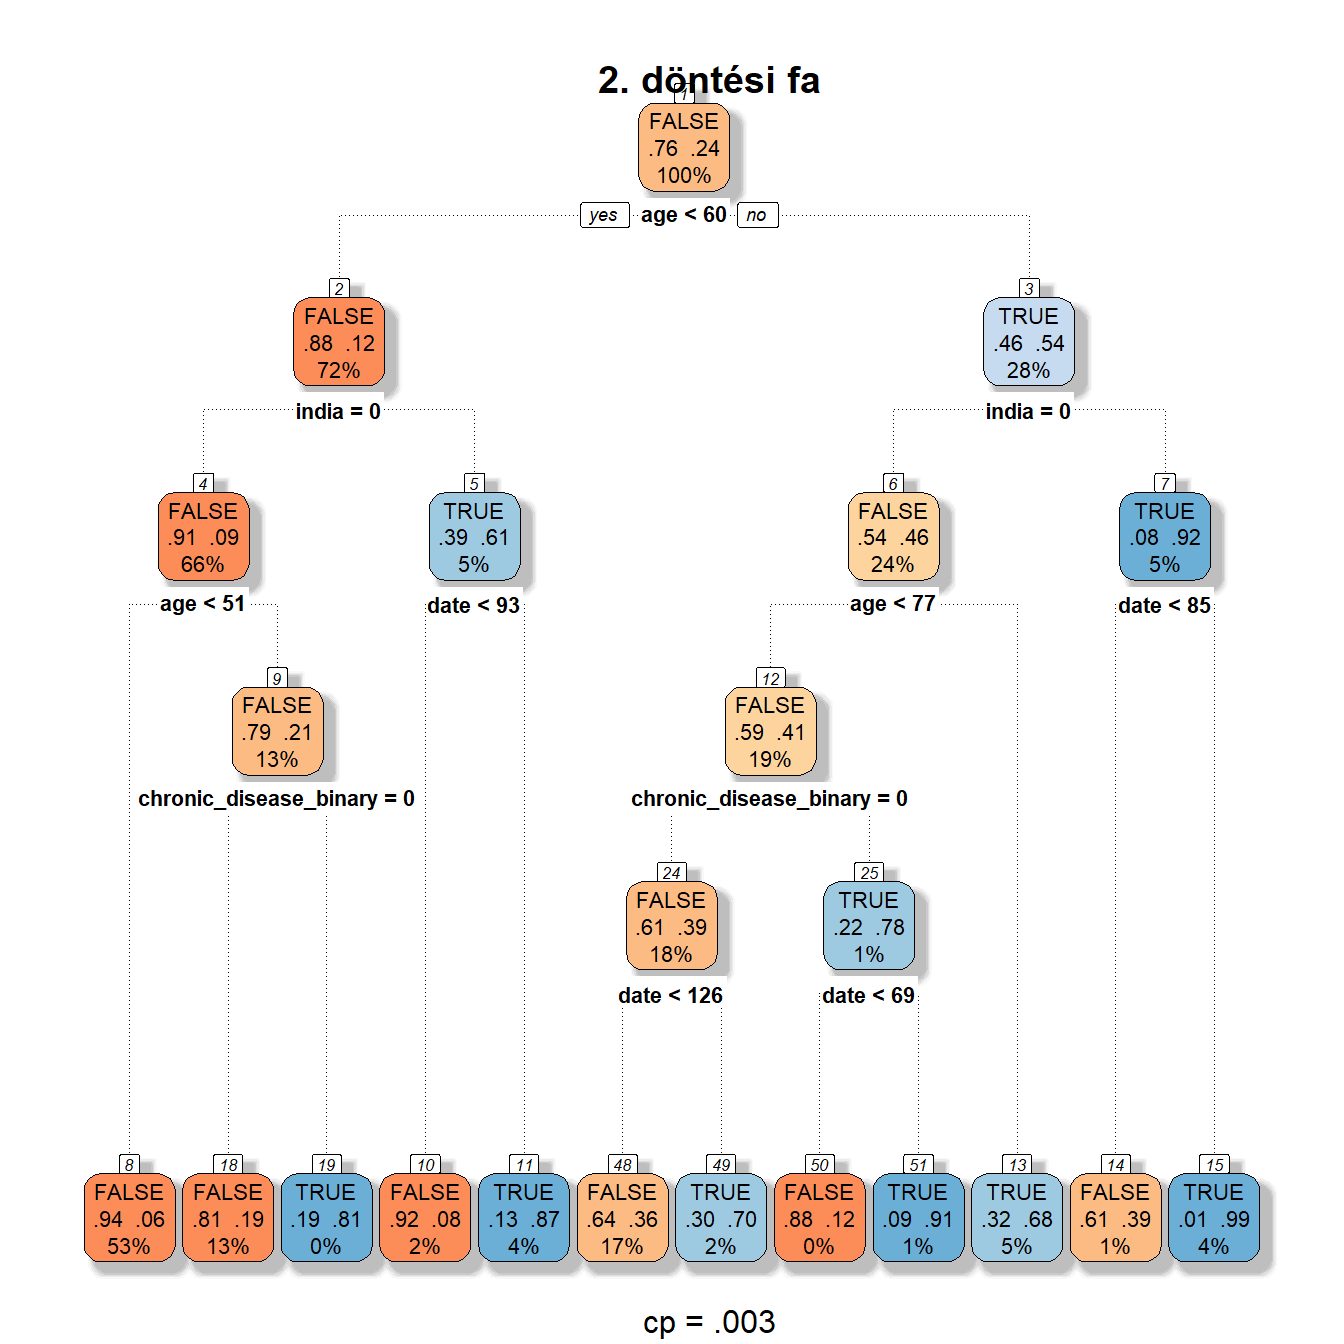 2. döntési fa
1
FALSE
.76 .24
100%
yes age < 60 no
2
FALSE
.88 .12
72%
india = 0
3
TRUE
.46 .54
28%
india = 0
4
FALSE
.91 .09
66%
age < 51
5
TRUE
.39 .61
5%
date < 93
6
FALSE
.54 .46
24%
age < 77
7
TRUE
.08 .92
5%
date < 85
9
FALSE
.79 .21
13%
chronic_disease_binary = 0
12
FALSE
.59 .41
19%
chronic_disease_binary = 0
24
FALSE
.61 .39
18%
date < 126
25
TRUE
.22 .78
1%
date < 69
8
FALSE
.94 .06
53%
18
FALSE
.81 .19
13%
19
TRUE
.19 .81
0%
10
FALSE
.92 .08
2%
11
TRUE
.13 .87
4%
48
FALSE
.64 .36
17%
49
TRUE
.30 .70
2%
50
FALSE
.88 .12
0%
51
TRUE
.09 .91
1%
13
TRUE
.32 .68
5%
14
FALSE
.61 .39
1%
15
TRUE
.01 .99
4%
cp = .003